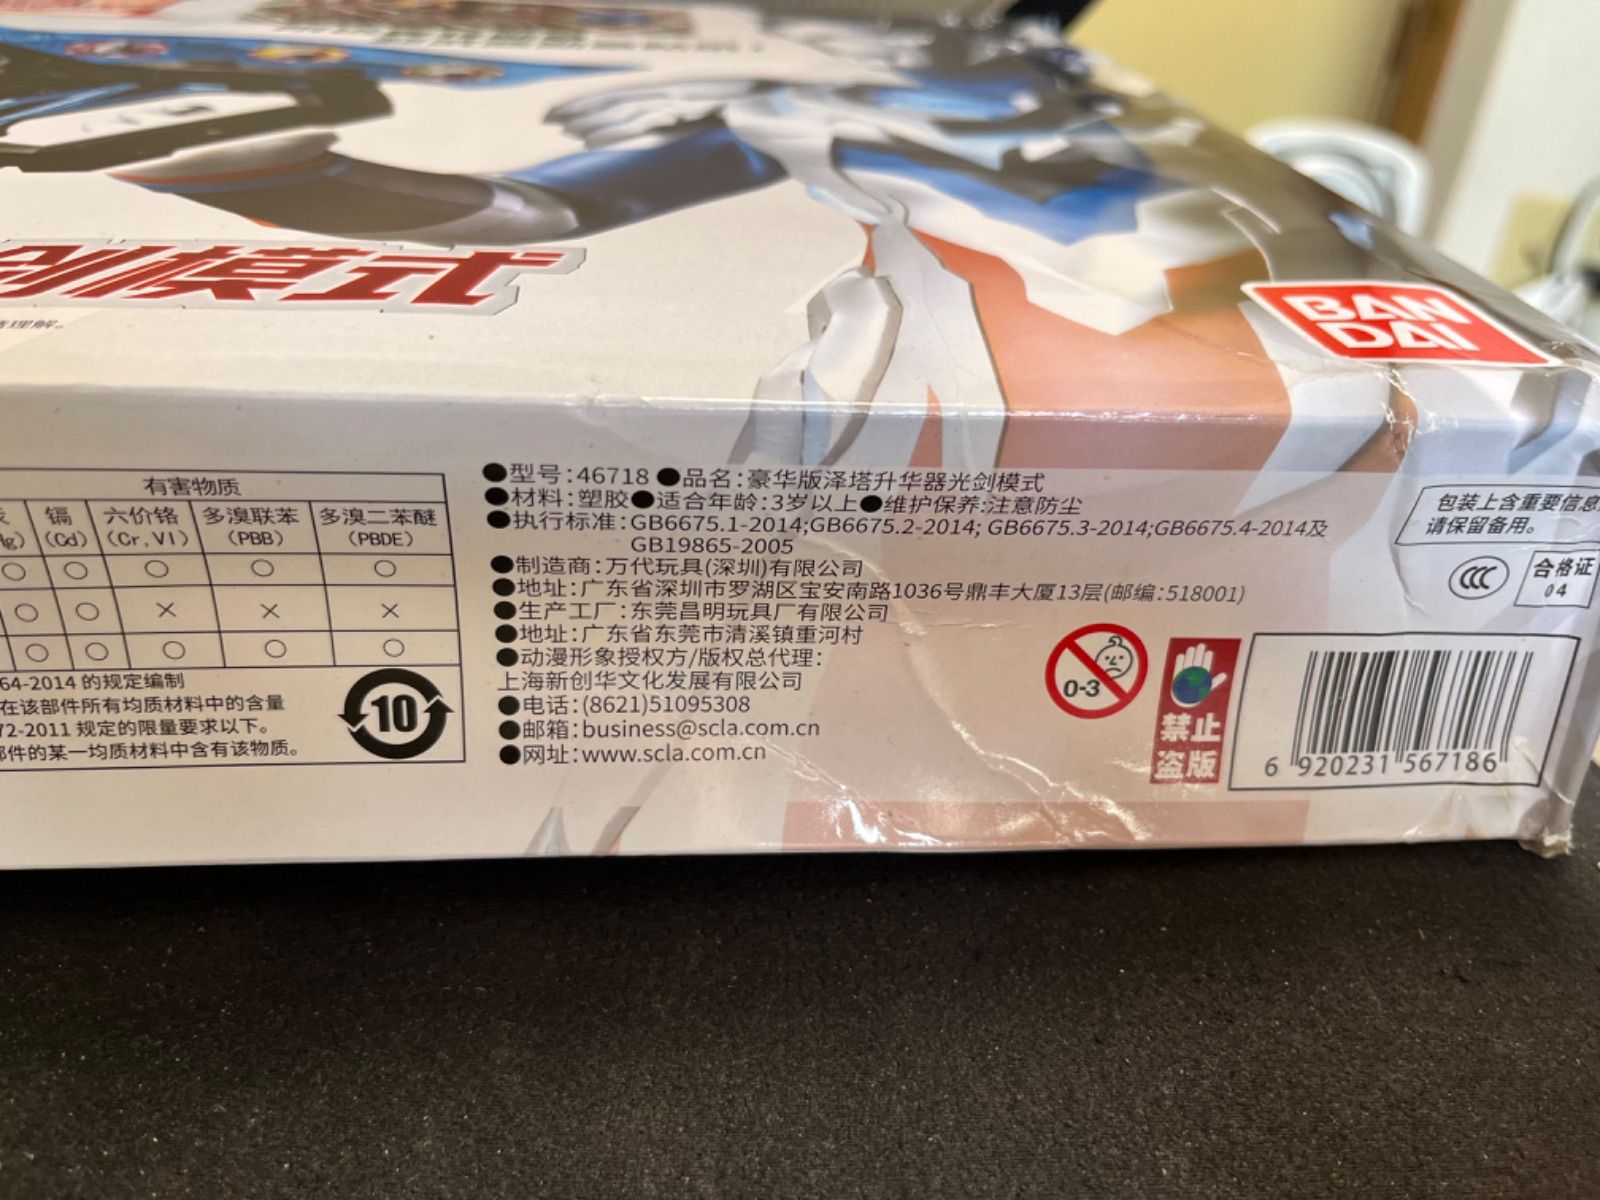 剑模式
理解。
BAN
DAI
有害物质
镉
(Cd)
六价铬
(Cr,VI)
多溴联苯
(PBB)
多溴二苯醚
(PBDE)
○ ○ ○ ○ ○
○ ○ × × ×
○ ○ ○ ○ ○
64-2014 的规定编制
在该部件所有均质材料中的含量
72-2011 规定的限量要求以下。
部件的某一均质材料中含有该物质。
10
●型号:46718 ●品名:豪华版泽塔升华器光剑模式
●材料:塑胶●适合年龄:3岁以上●维护保养:注意防尘
●执行标准:GB6675.1-2014;GB6675.2-2014; GB6675.3-2014;GB6675.4-2014及
GB19865-2005
●制造商:万代玩具(深圳)有限公司
●地址:广东省深圳市罗湖区宝安南路1036号鼎丰大厦13层(邮编:518001)
●生产工厂:东莞昌明玩具厂有限公司
●地址:广东省东莞市清溪镇重河村
●动漫形象授权方/版权总代理:
上海新创华文化发展有限公司
●电话:(8621)51095308
●邮箱:business@scla.com.cn
●网址:www.scla.com.cn
包装上含重要信息
请保留备用。
CCC
合格证
04
0-3
禁止
盗版
6 920231 567186